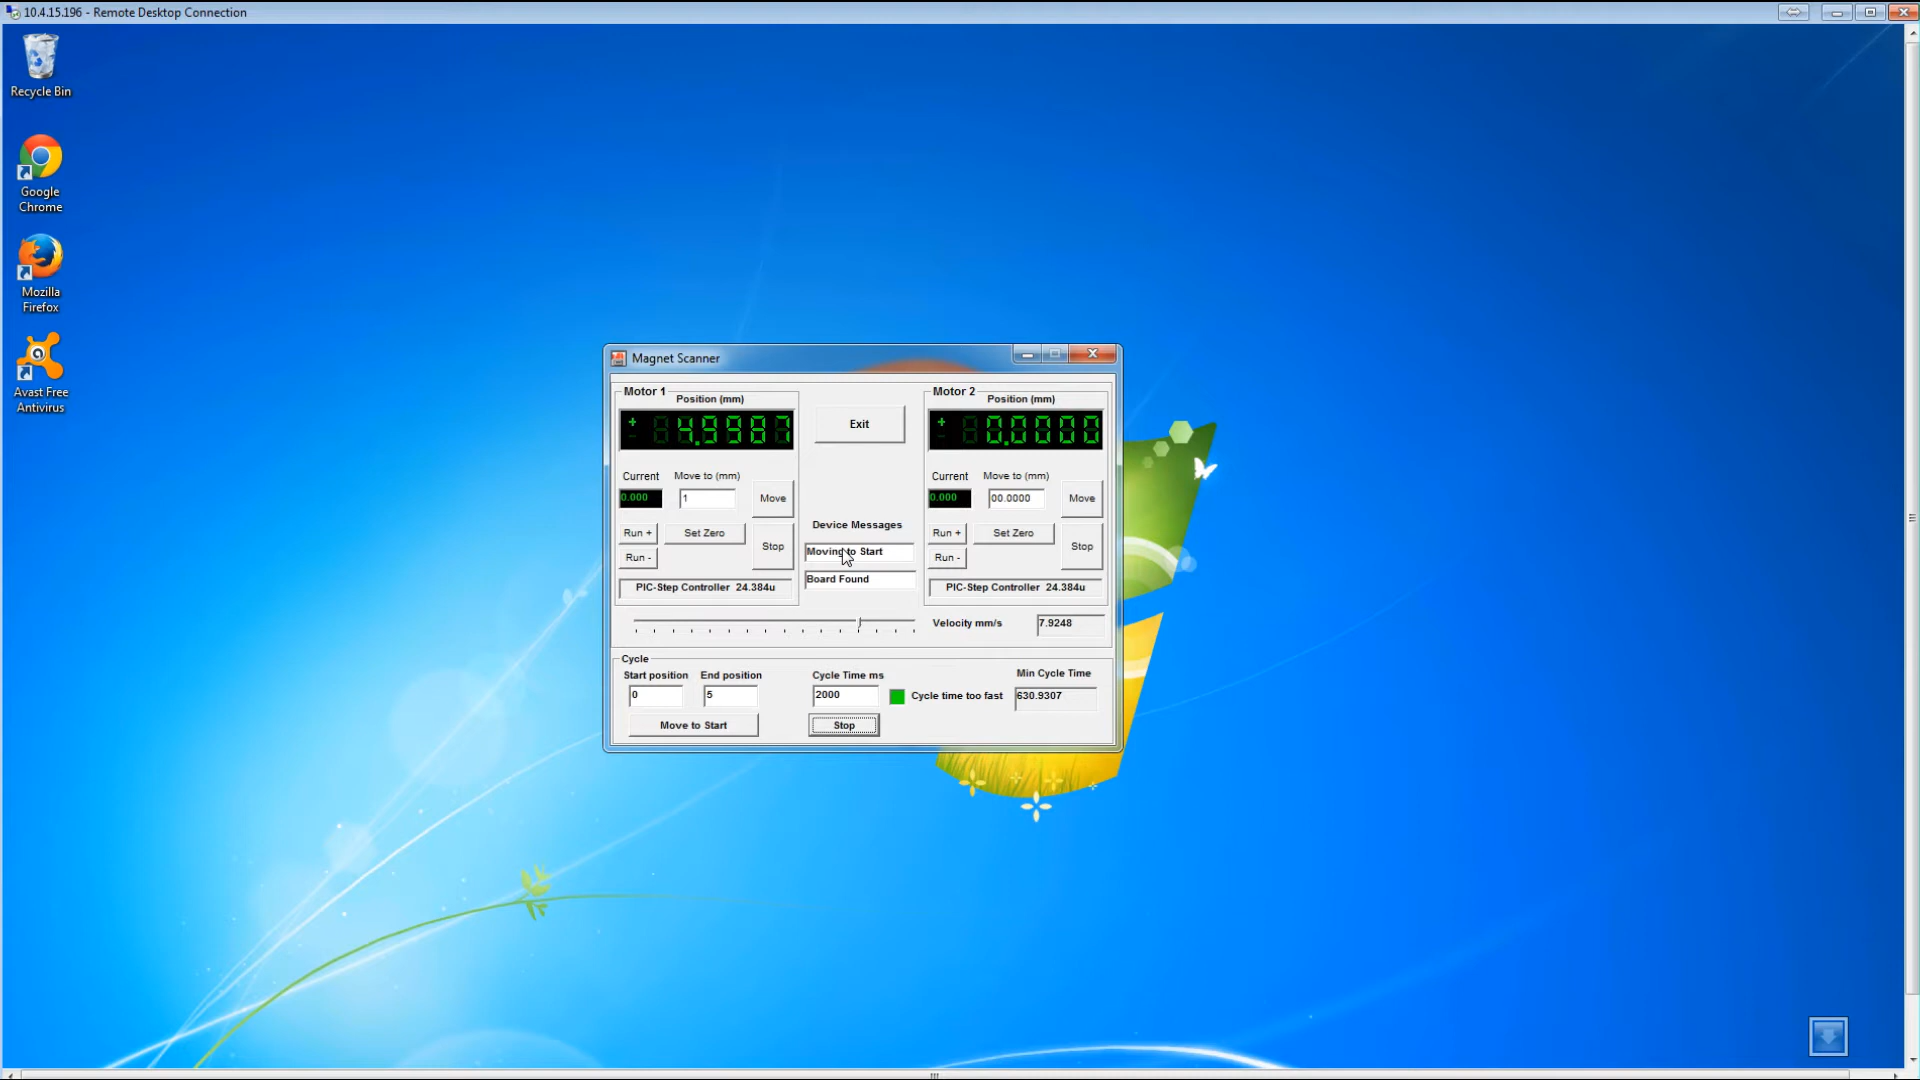 10.4.15.196 - Remote Desktop Connection
Recycle Bin
Google
Chrome
Mozilla
Firefox
Avast Free
Antivirus
Magnet Scanner
Motor 1
Position (mm)
+ 4.9987
Current
Move to (mm)
0.000
1
Move
Run +
Set Zero
Stop
Run -
PIC-Step Controller 24.384u
Exit
Device Messages
Moving to Start
Board Found
Motor 2
Position (mm)
+ 0.0000
Current
Move to (mm)
0.000
00.0000
Move
Run +
Set Zero
Stop
Run -
PIC-Step Controller 24.384u
Velocity mm/s
7.9248
Cycle
Start position
End position
Cycle Time ms
Min Cycle Time
0
5
2000
Cycle time too fast
630.9307
Move to Start
Stop